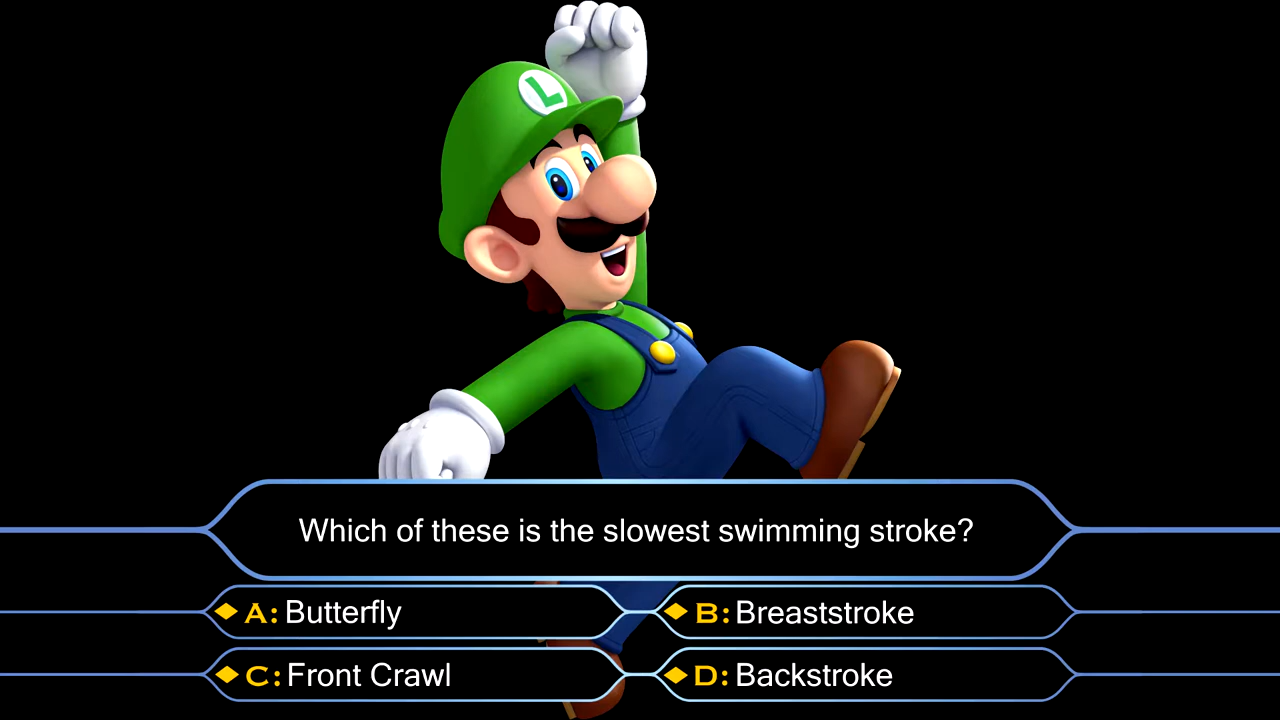 L
Which of these is the slowest swimming stroke?
A: Butterfly
B: Breaststroke
C: Front Crawl
D: Backstroke